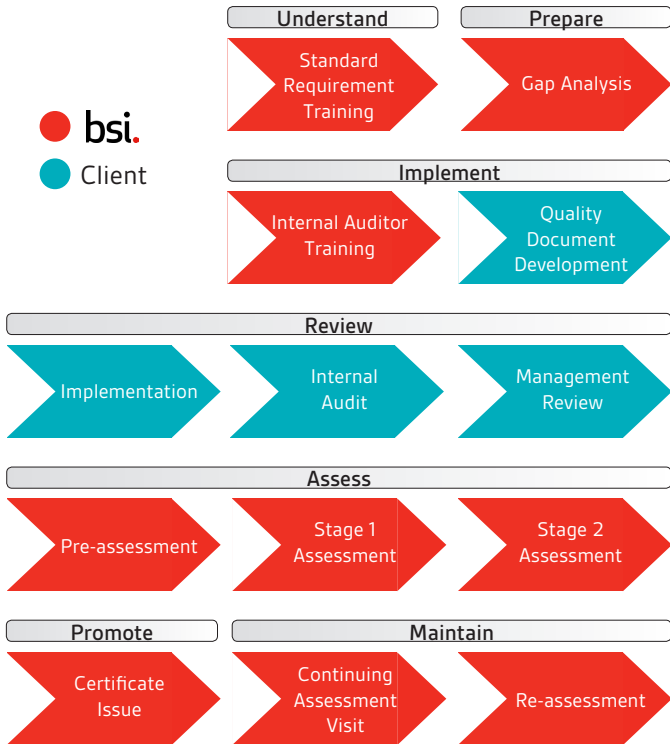 Understand
Prepare
Standard
Requirement
Training
Gap Analysis
bsi.
Client
Implement
Internal Auditor
Training
Quality
Document
Development
Review
Implementation
Internal
Audit
Management
Review
Assess
Pre-assessment
Stage 1
Assessment
Stage 2
Assessment
Promote
Maintain
Certificate
Issue
Continuing
Assessment
Visit
Re-assessment